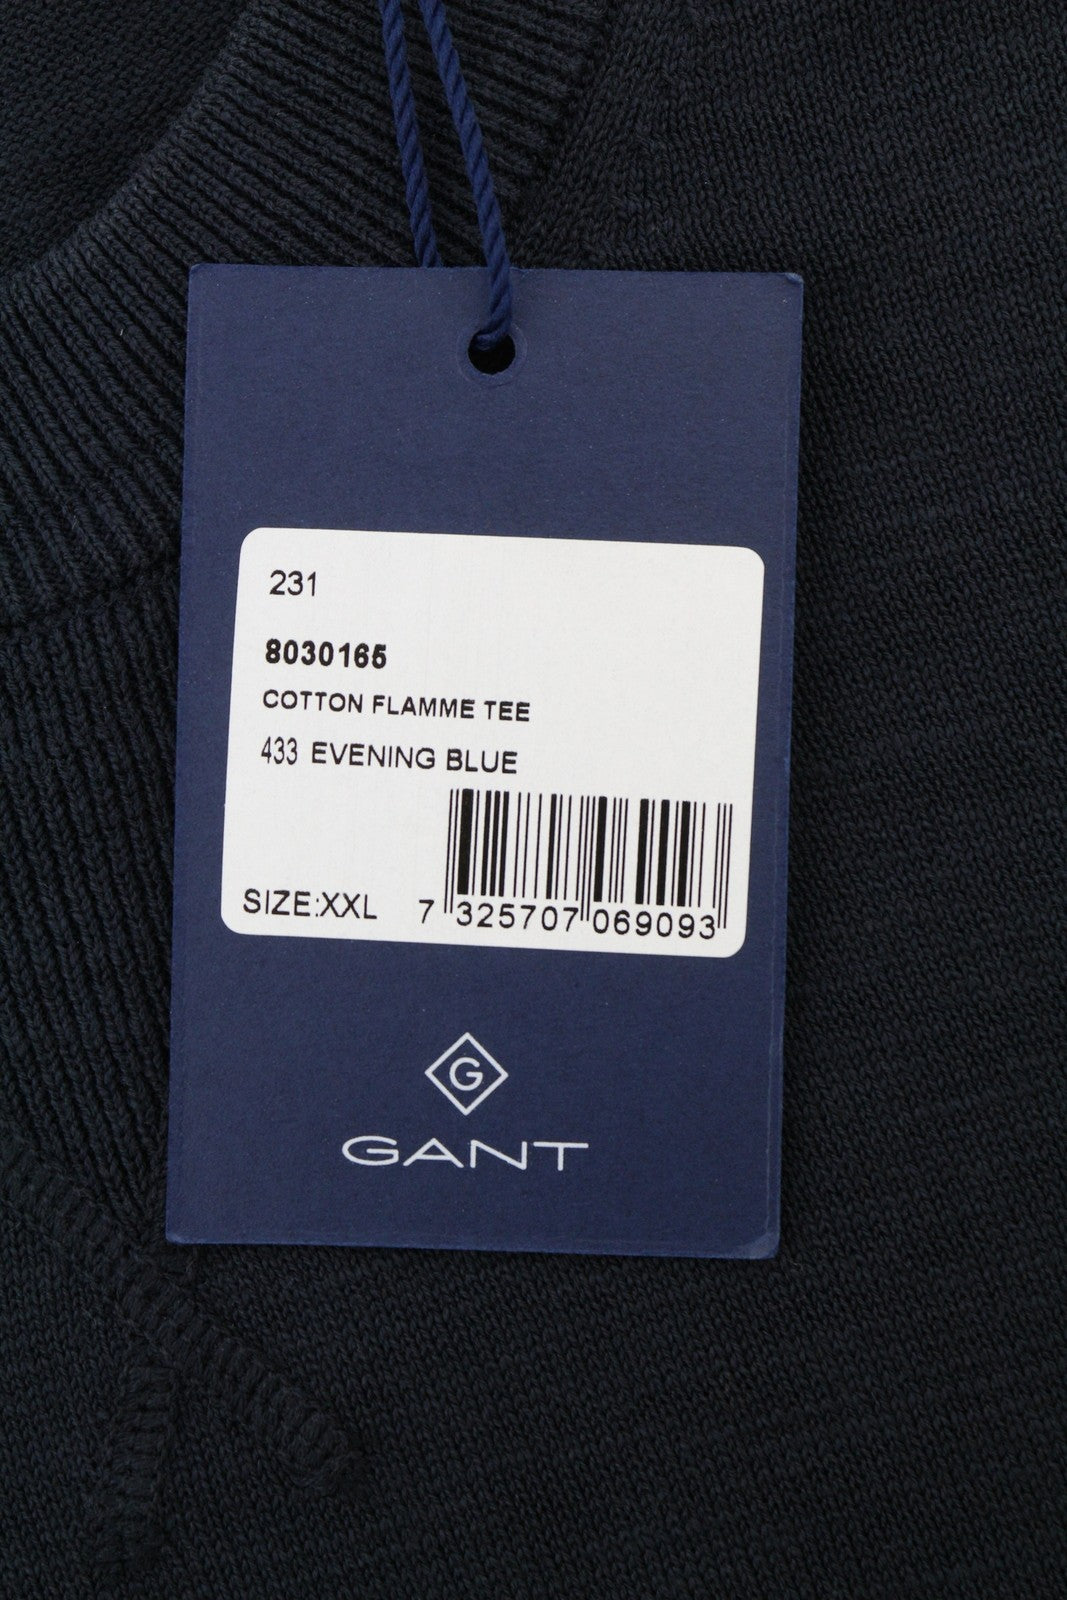 231
8030165
COTTON FLAMME TEE
433 EVENING BLUE
SIZE:XXL
7 325707 069093
G
GANT